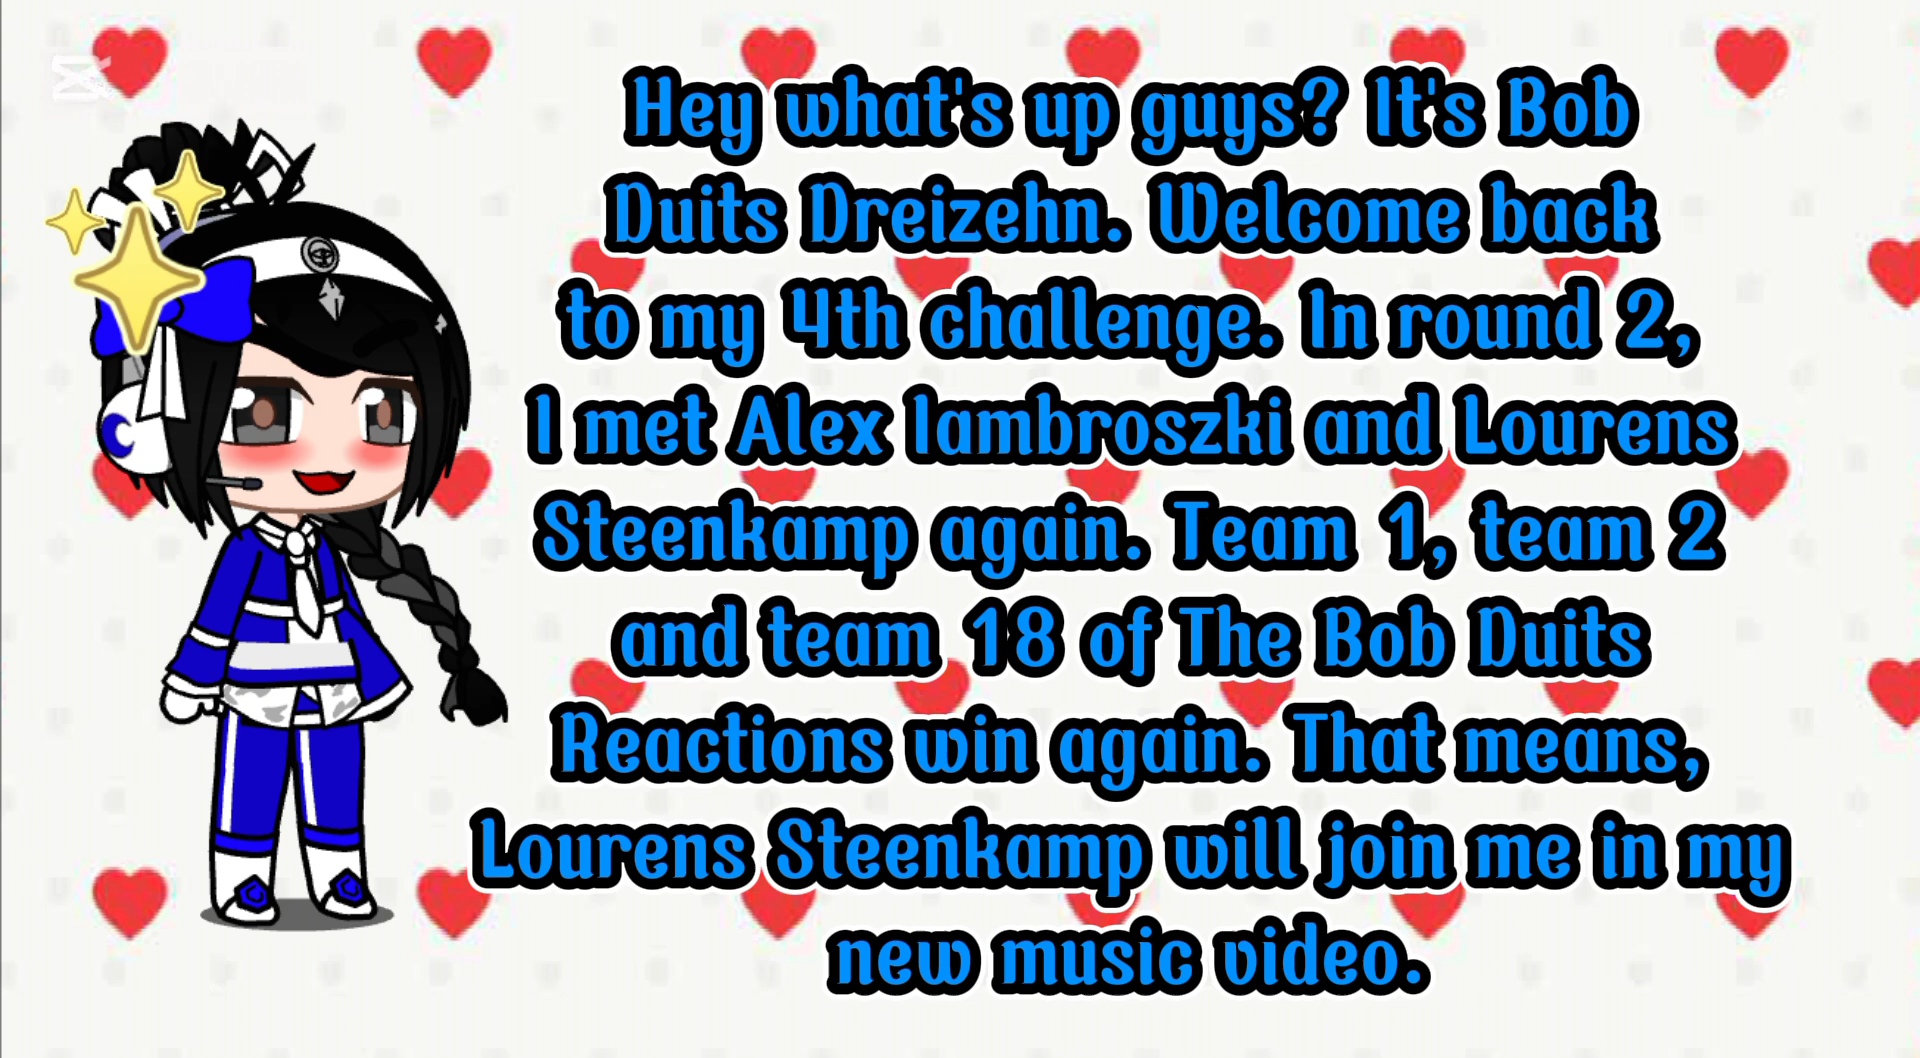 Hey what's up guys? It's Bob
Duits Dreizehn. Welcome back
to my 4th challenge. In round 2,
I met Alex Iambroszki and Lourens
Steenkamp again. Team 1, team 2
and team 18 of The Bob Duits
Reactions win again. That means,
Lourens Steenkamp will join me in my
new music video.